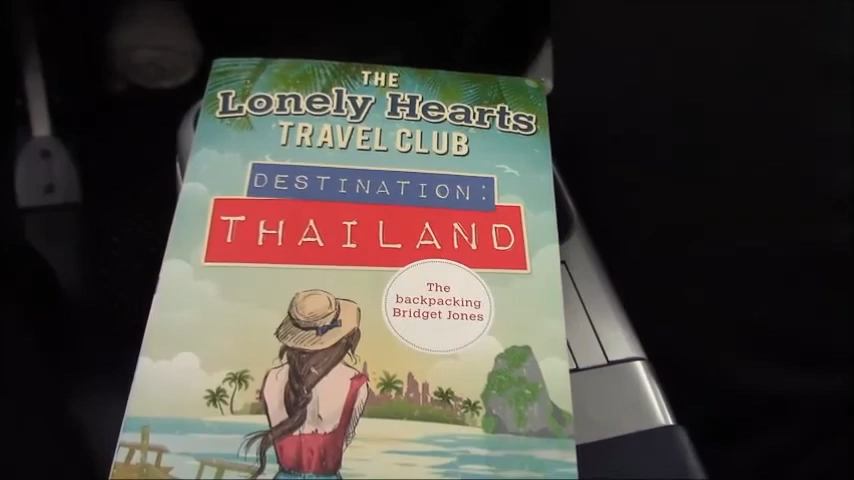 THE
Lonely Hearts
TRAVEL CLUB
DESTINATION:
THAILAND
The
backpacking
Bridget Jones